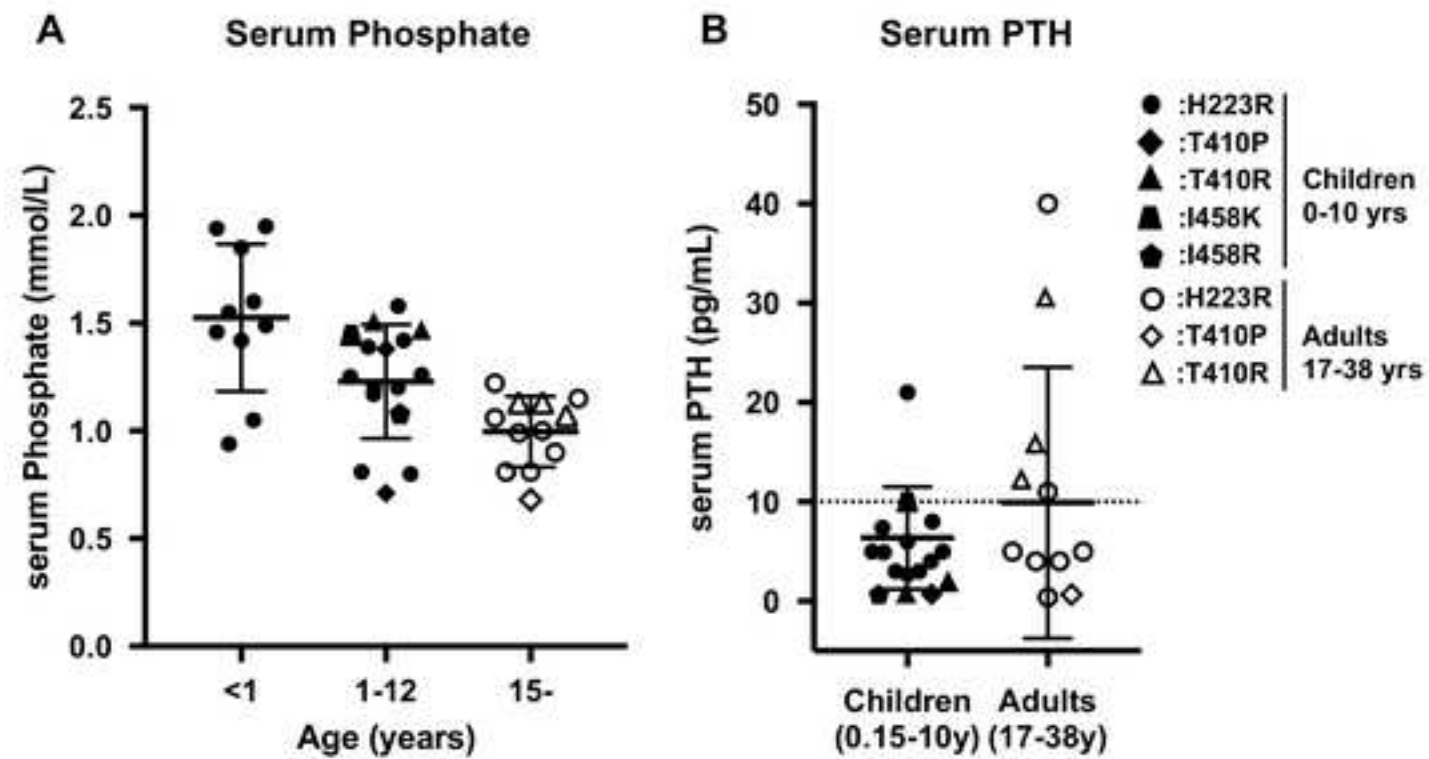 A Serum Phosphate
serum Phosphate (mmol/L)
2.5
2.0
1.5
1.0
0.5
0.0
<1 1-12 15-
Age (years)
B Serum PTH
serum PTH (pg/mL)
50
40
30
20
10
0
Children Adults
(0.15-10y) (17-38y)
:H223R
:T410P
:T410R
:I458K
:I458R
Children
0-10 yrs
:H223R
:T410P
:T410R
Adults
17-38 yrs